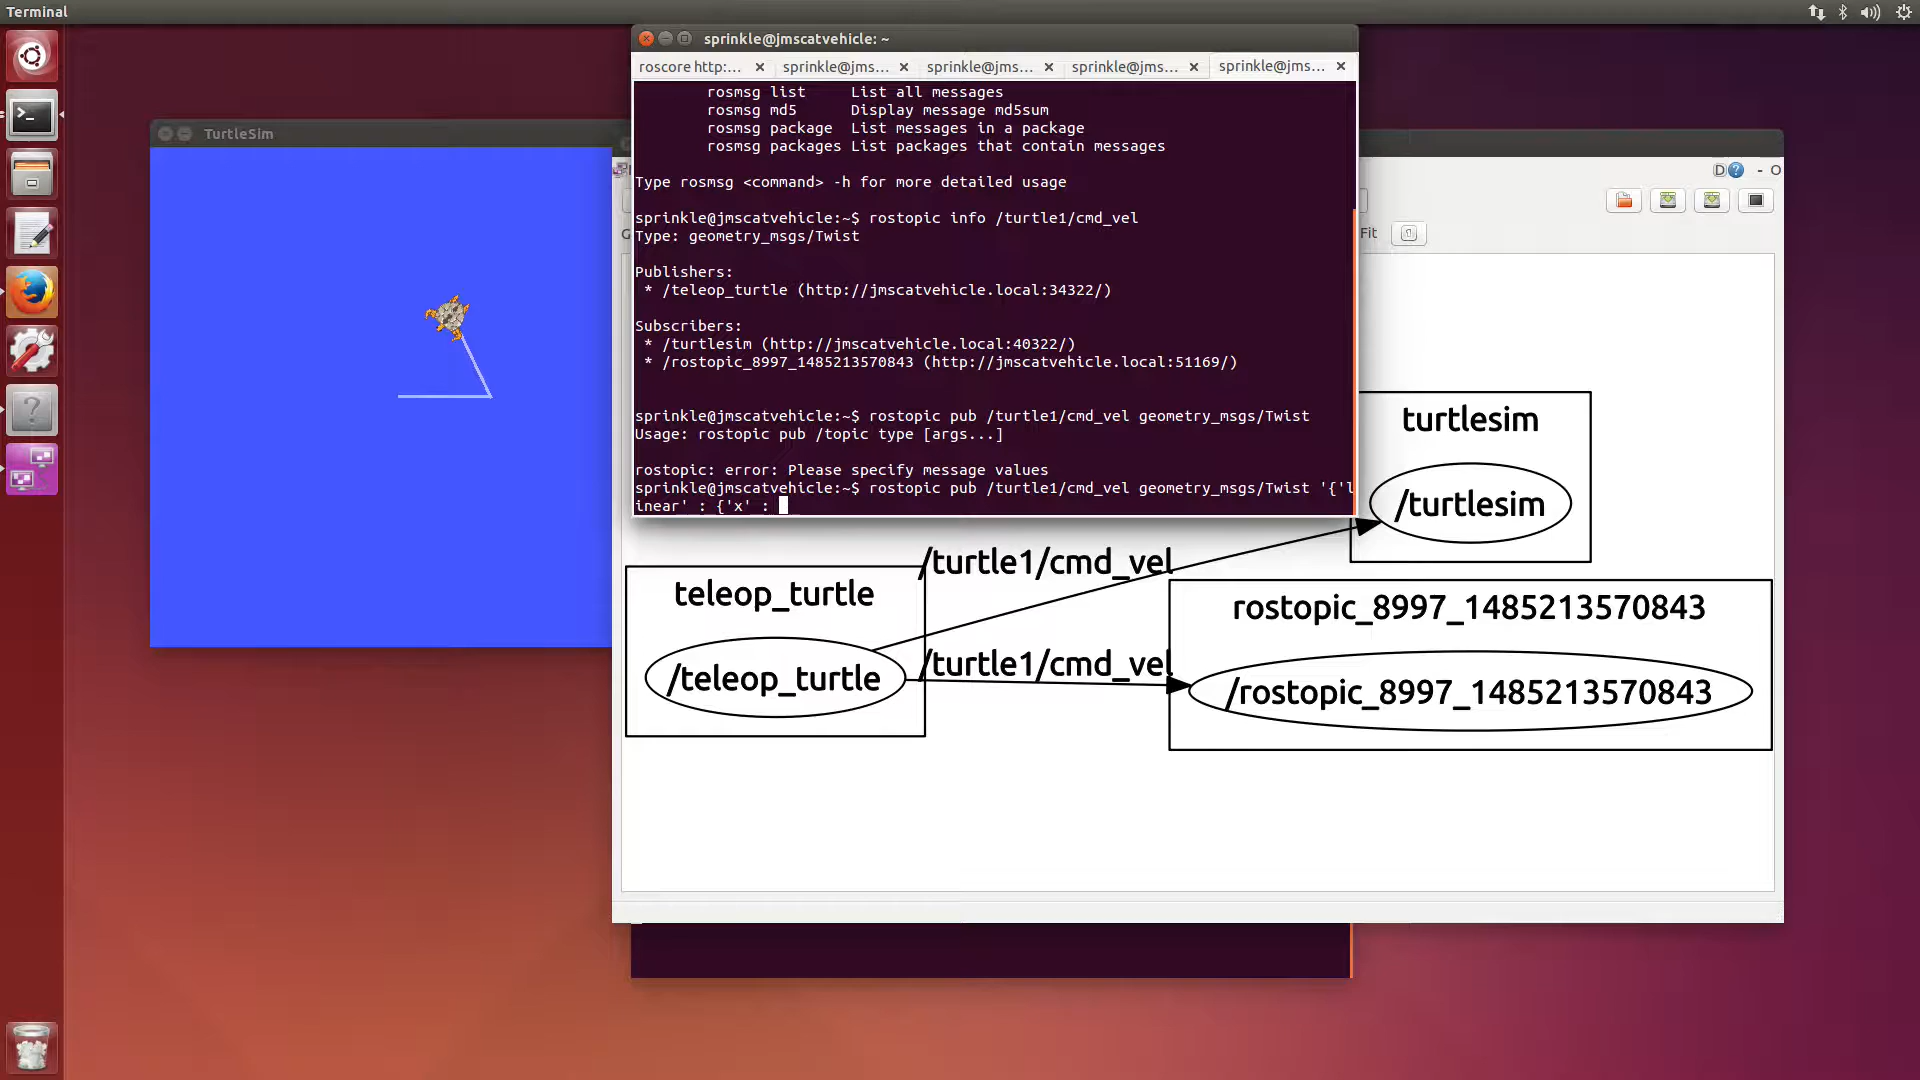 Terminal
sprinkle@jmscatvehicle: ~
roscore http:... sprinkle@jms... sprinkle@jms... sprinkle@jms... sprinkle@jms...
rosmsg list List all messages
rosmsg md5 Display message md5sum
rosmsg package List messages in a package
rosmsg packages List packages that contain messages
Type rosmsg <command> -h for more detailed usage
sprinkle@jmscatvehicle:~$ rostopic info /turtle1/cmd_vel
Type: geometry_msgs/Twist
Publishers:
* /teleop_turtle (http://jmscatvehicle.local:34322/)
Subscribers:
* /turtlesim (http://jmscatvehicle.local:40322/)
* /rostopic_8997_1485213570843 (http://jmscatvehicle.local:51169/)
sprinkle@jmscatvehicle:~$ rostopic pub /turtle1/cmd_vel geometry_msgs/Twist
Usage: rostopic pub /topic type [args...]
rostopic: error: Please specify message values
sprinkle@jmscatvehicle:~$ rostopic pub /turtle1/cmd_vel geometry_msgs/Twist '{'l
inear' : {'x' :
TurtleSim
D ? - O
Fit
turtlesim
/turtlesim
/turtle1/cmd_vel
teleop_turtle
/teleop_turtle
/turtle1/cmd_vel
rostopic_8997_1485213570843
/rostopic_8997_1485213570843